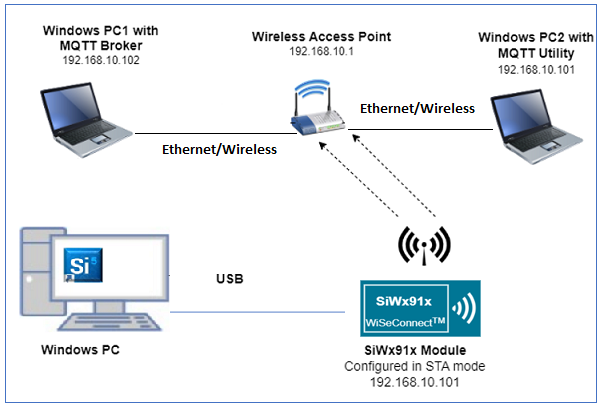 Windows PC1 with
MQTT Broker
192.168.10.102
Wireless Access Point
192.168.10.1
Windows PC2 with
MQTT Utility
192.168.10.101
Ethernet/Wireless
Ethernet/Wireless
Si 5
USB
SiWx91x
WiSeConnect™
Windows PC
SiWx91x Module
Configured in STA mode
192.168.10.101